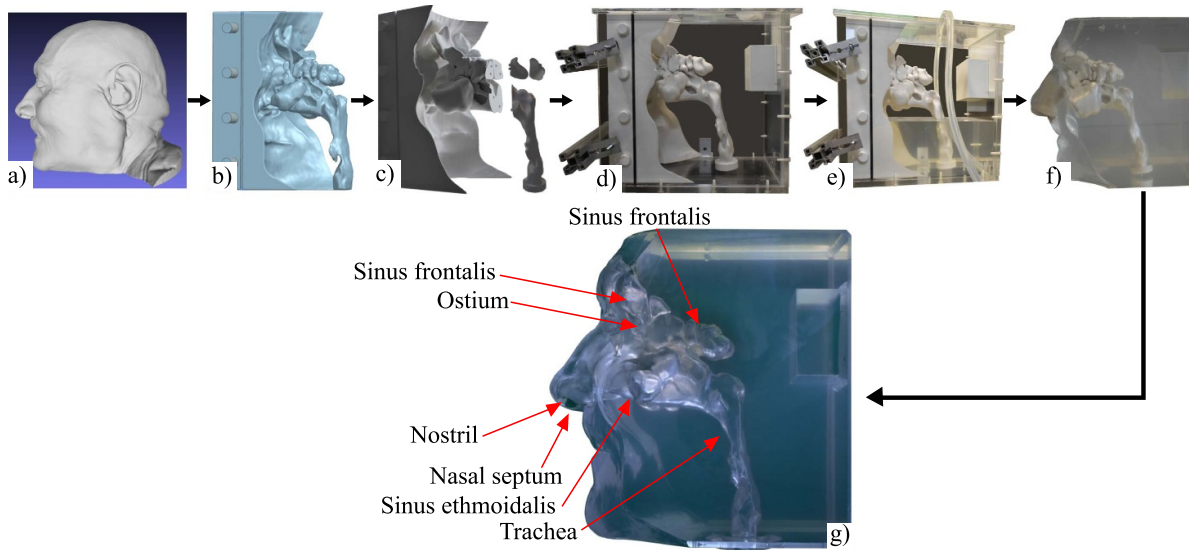 a)
b)
c)
d)
e)
f)
Sinus frontalis
Sinus frontalis
Ostium
Nostril
Nasal septum
Sinus ethmoidalis
Trachea
g)